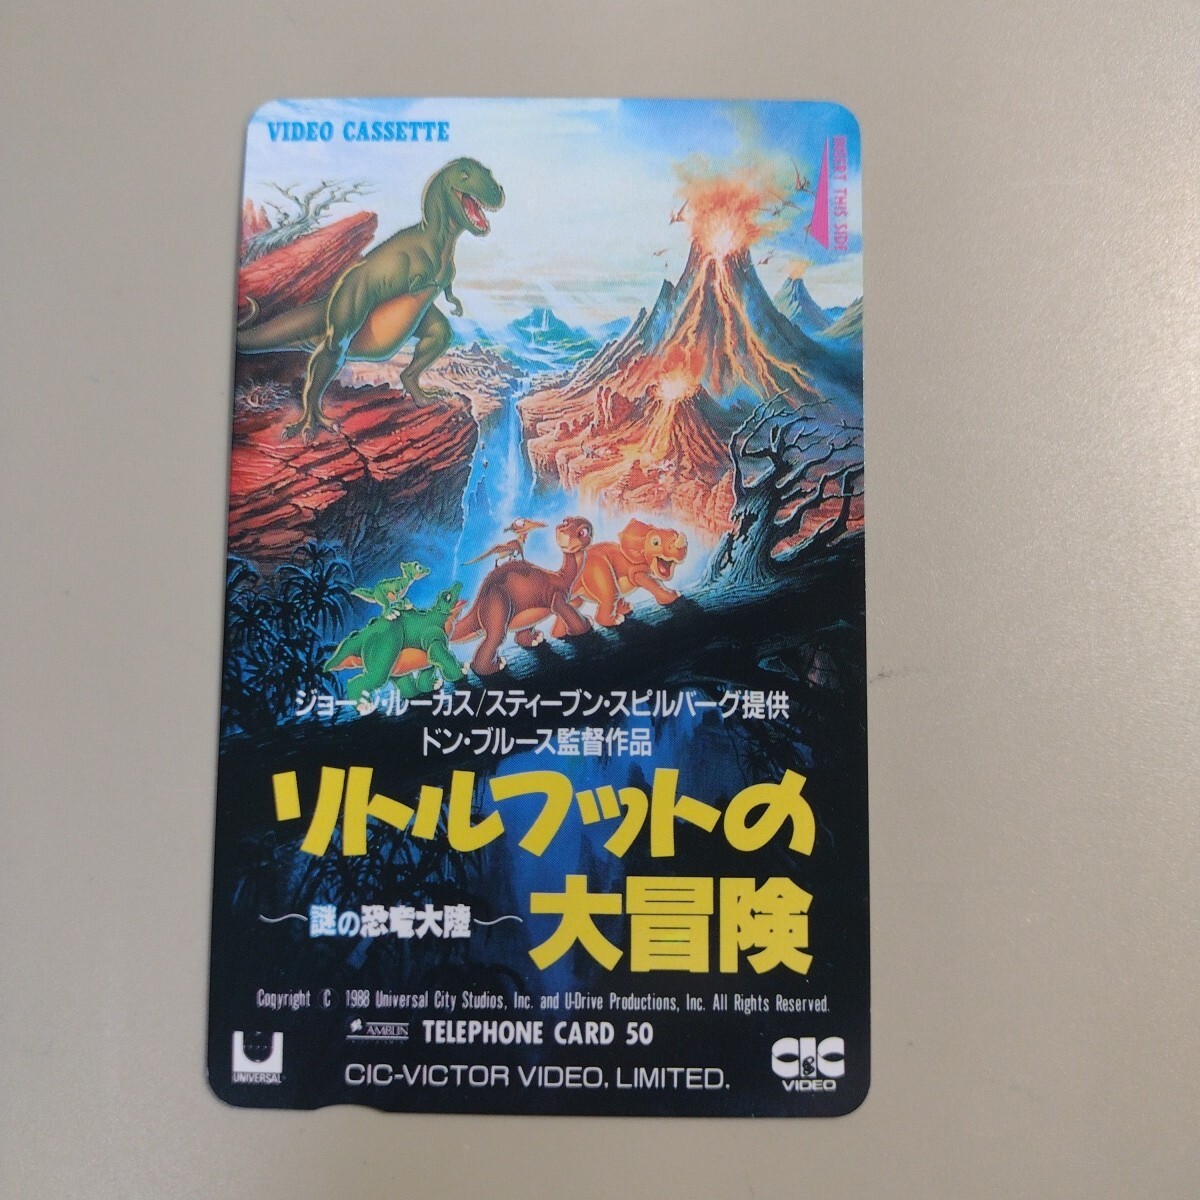 VIDEO CASSETTE
INSERT THIS SIDE
ジョージ・ルーカス/スティーブン・スピルバーグ提供
ドン・ブルース監督作品
リトルフットの
大冒険
〜謎の恐竜大陸〜
Copyright © 1988 Universal City Studios, Inc. and U-Drive Productions, Inc. All Rights Reserved.
AMBLIN TELEPHONE CARD 50
UNIVERSAL
CIC-VICTOR VIDEO, LIMITED.
CIC
VIDEO